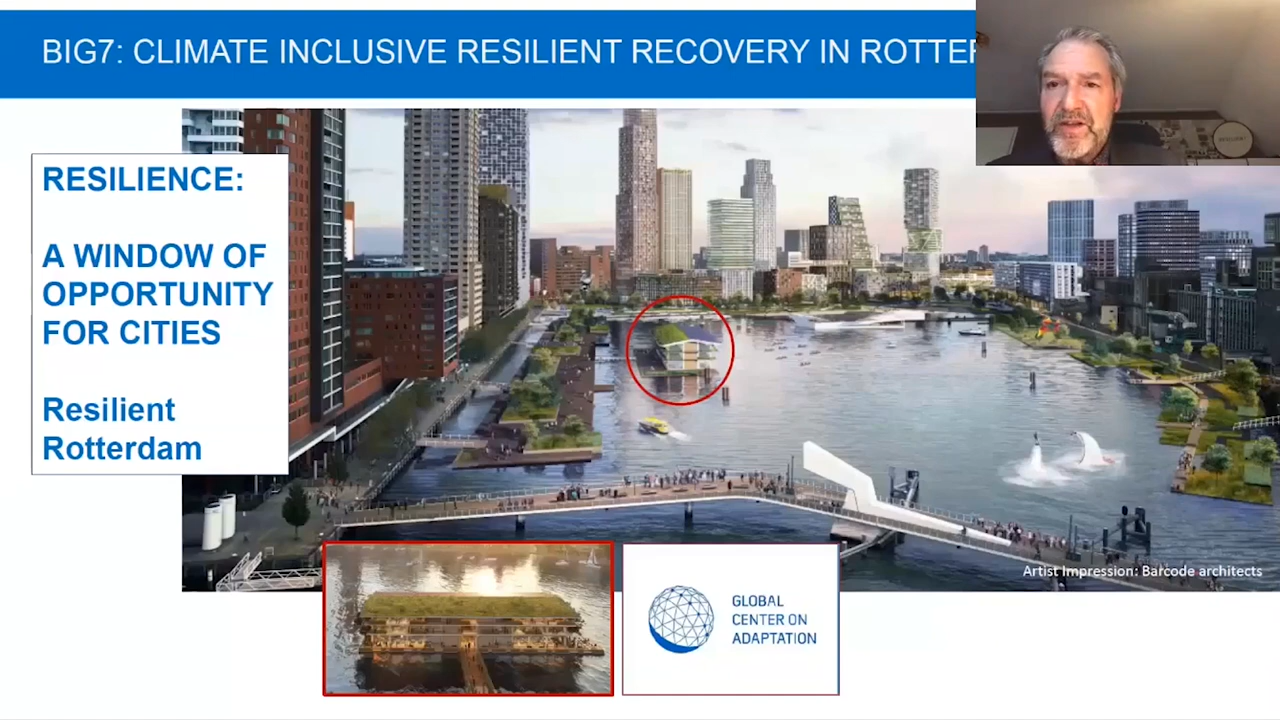 BIG7: CLIMATE INCLUSIVE RESILIENT RECOVERY IN ROTTER
RESILIENCE:
A WINDOW OF
OPPORTUNITY
FOR CITIES
Resilient
Rotterdam
Artist Impression: Barcode architects
GLOBAL
CENTER ON
ADAPTATION